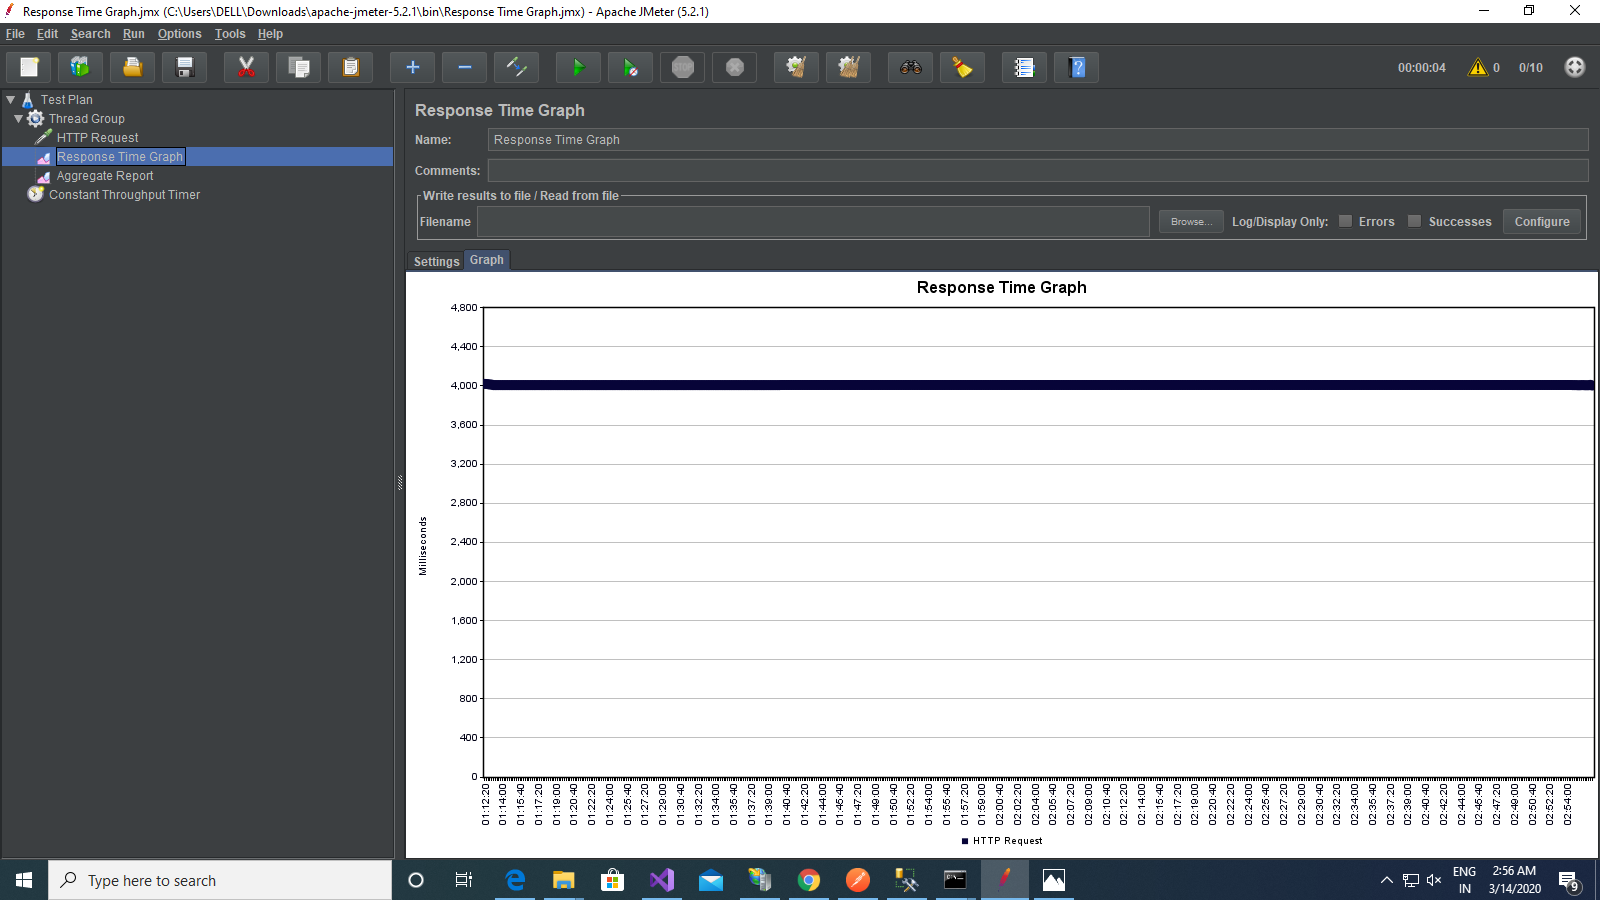 Response Time Graph.jmx (C:\Users\DELL\Downloads\apache-jmeter-5.2.1\bin\Response Time Graph.jmx) - Apache JMeter (5.2.1)
File Edit Search Run Options Tools Help
STOP 00:00:04 0 0/10
Test Plan
Thread Group
HTTP Request
Response Time Graph
Aggregate Report
Constant Throughput Timer
Response Time Graph
Name: Response Time Graph
Comments:
Write results to file / Read from file
Filename Browse... Log/Display Only: Errors Successes Configure
Settings Graph
Response Time Graph
4,800
4,400
4,000
3,600
3,200
2,800
2,400
2,000
1,600
1,200
800
400
0
Milliseconds
01:12:20 01:14:00 01:15:40 01:17:20 01:19:00 01:20:40 01:22:20 01:24:00 01:25:40 01:27:20 01:29:00 01:30:40 01:32:20 01:34:00 01:35:40 01:37:20 01:39:00 01:40:40 01:42:20 01:44:00 01:45:40 01:47:20 01:49:00 01:50:40 01:52:20 01:54:00 01:55:40 01:57:20 01:59:00 02:00:40 02:02:20 02:04:00 02:05:40 02:07:20 02:09:00 02:10:40 02:12:20 02:14:00 02:15:40 02:17:20 02:19:00 02:20:40 02:22:20 02:24:00 02:25:40 02:27:20 02:29:00 02:30:40 02:32:20 02:34:00 02:35:40 02:37:20 02:39:00 02:40:40 02:42:20 02:44:00 02:45:40 02:47:20 02:49:00 02:50:40 02:52:20 02:54:00
HTTP Request
Type here to search
ENG
IN
2:56 AM
3/14/2020
9